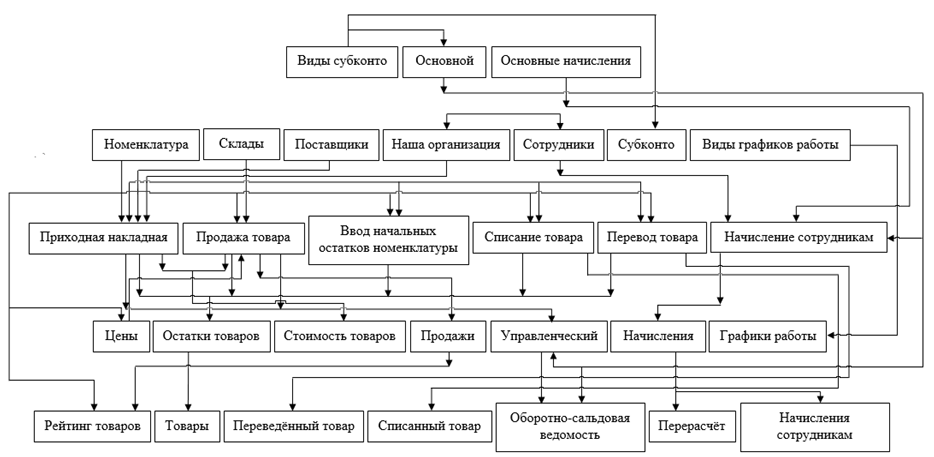 Виды субконто
Основной
Основные начисления
Номенклатура
Склады
Поставщики
Наша организация
Сотрудники
Субконто
Виды графиков работы
Приходная накладная
Продажа товара
Ввод начальных
остатков номенклатуры
Списание товара
Перевод товара
Начисление сотрудникам
Цены
Остатки товаров
Стоимость товаров
Продажи
Управленческий
Начисления
Графики работы
Рейтинг товаров
Товары
Переведённый товар
Списанный товар
Оборотно-сальдовая
ведомость
Перерасчёт
Начисления
сотрудникам